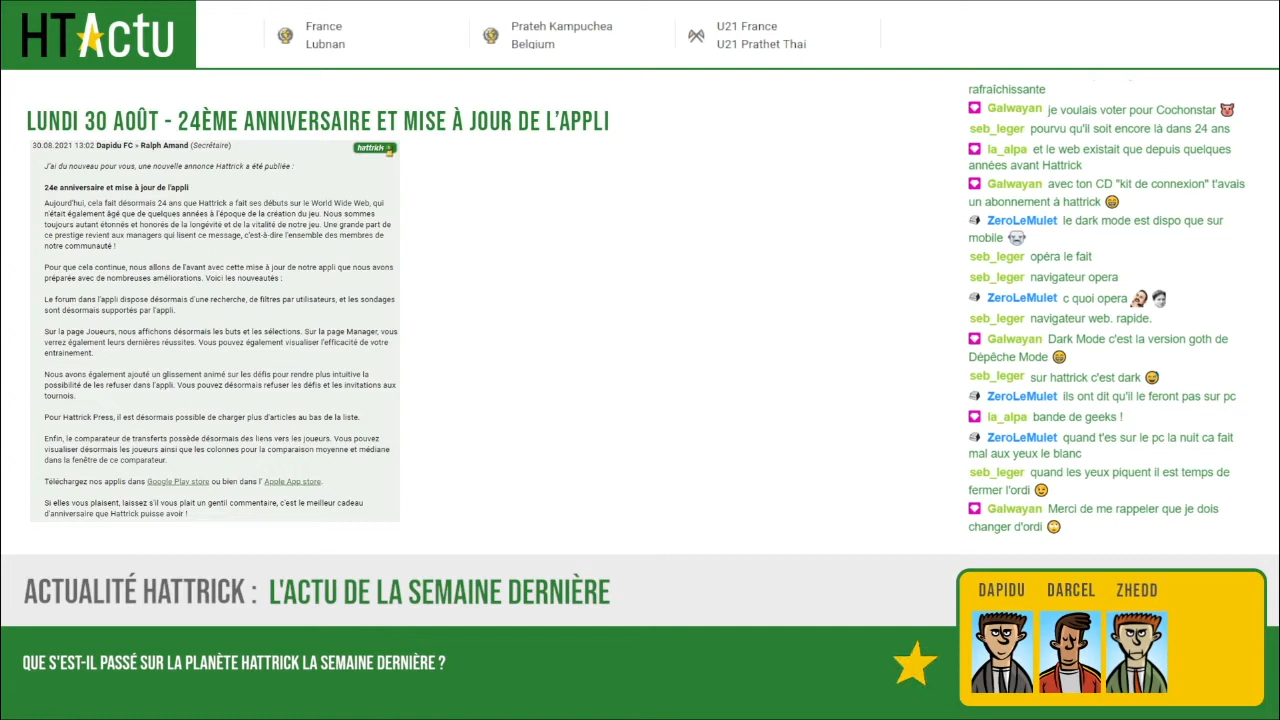 HTActu
France
Lubnan
Prateh Kampuchea
Belgium
U21 France
U21 Prathet Thai
LUNDI 30 AOÛT - 24ÈME ANNIVERSAIRE ET MISE À JOUR DE L'APPLI
30.08.2021 13:02 Dapidu FC » Ralph Amand (Secrétaire)
hattrick
J'ai du nouveau pour vous, une nouvelle annonce Hattrick a été publiée :
24e anniversaire et mise à jour de l'appli
Aujourd'hui, cela fait désormais 24 ans que Hattrick a fait ses débuts sur le World Wide Web, qui
n'était également âgé que de quelques années à l'époque de la création du jeu. Nous sommes
toujours autant étonnés et honorés de la longévité et de la vitalité de notre jeu. Une grande part de
ce prestige revient aux managers qui lisent ce message, c'est-à-dire l'ensemble des membres de
notre communauté !
Pour que cela continue, nous allons de l'avant avec cette mise à jour de notre appli que nous avons
préparée avec de nombreuses améliorations. Voici les nouveautés :
Le forum dans l'appli dispose désormais d'une recherche, de filtres par utilisateurs, et les sondages
sont désormais supportés par l'appli.
Sur la page Joueurs, nous affichons désormais les buts et les sélections. Sur la page Manager, vous
verrez également leurs dernières réussites. Vous pouvez également visualiser l'efficacité de votre
entrainement.
Nous avons également ajouté un glissement animé sur les défis pour rendre plus intuitive la
possibilité de les refuser dans l'appli. Vous pouvez désormais refuser les défis et les invitations aux
tournois.
Pour Hattrick Press, il est désormais possible de charger plus d'articles au bas de la liste.
Enfin, le comparateur de transferts possède désormais des liens vers les joueurs. Vous pouvez
visualiser désormais les joueurs ainsi que les colonnes pour la comparaison moyenne et médiane
dans la fenêtre de ce comparateur.
Téléchargez nos applis dans Google Play store ou bien dans l' Apple App store.
Si elles vous plaisent, laissez s'il vous plait un gentil commentaire, c'est le meilleur cadeau
d'anniversaire que Hattrick puisse avoir !
rafraîchissante
Galwayan je voulais voter pour Cochonstar
seb_leger pourvu qu'il soit encore là dans 24 ans
la_alpa et le web existait que depuis quelques
années avant Hattrick
Galwayan avec ton CD "kit de connexion" t'avais
un abonnement à hattrick
ZeroLeMulet le dark mode est dispo que sur
mobile
seb_leger opéra le fait
seb_leger navigateur opera
ZeroLeMulet c quoi opera
seb_leger navigateur web. rapide.
Galwayan Dark Mode c'est la version goth de
Dépêche Mode
seb_leger sur hattrick c'est dark
ZeroLeMulet ils ont dit qu'il le feront pas sur pc
la_alpa bande de geeks !
ZeroLeMulet quand t'es sur le pc la nuit ca fait
mal aux yeux le blanc
seb_leger quand les yeux piquent il est temps de
fermer l'ordi
Galwayan Merci de me rappeler que je dois
changer d'ordi
ACTUALITÉ HATTRICK : L'ACTU DE LA SEMAINE DERNIÈRE
QUE S'EST-IL PASSÉ SUR LA PLANÈTE HATTRICK LA SEMAINE DERNIÈRE ?
DAPIDU DARCEL ZHEDD